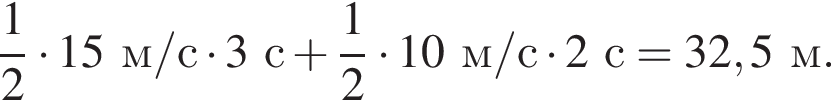 1/2 · 15 м/с · 3 с + 1/2 · 10 м/с · 2 с = 32,5 м.